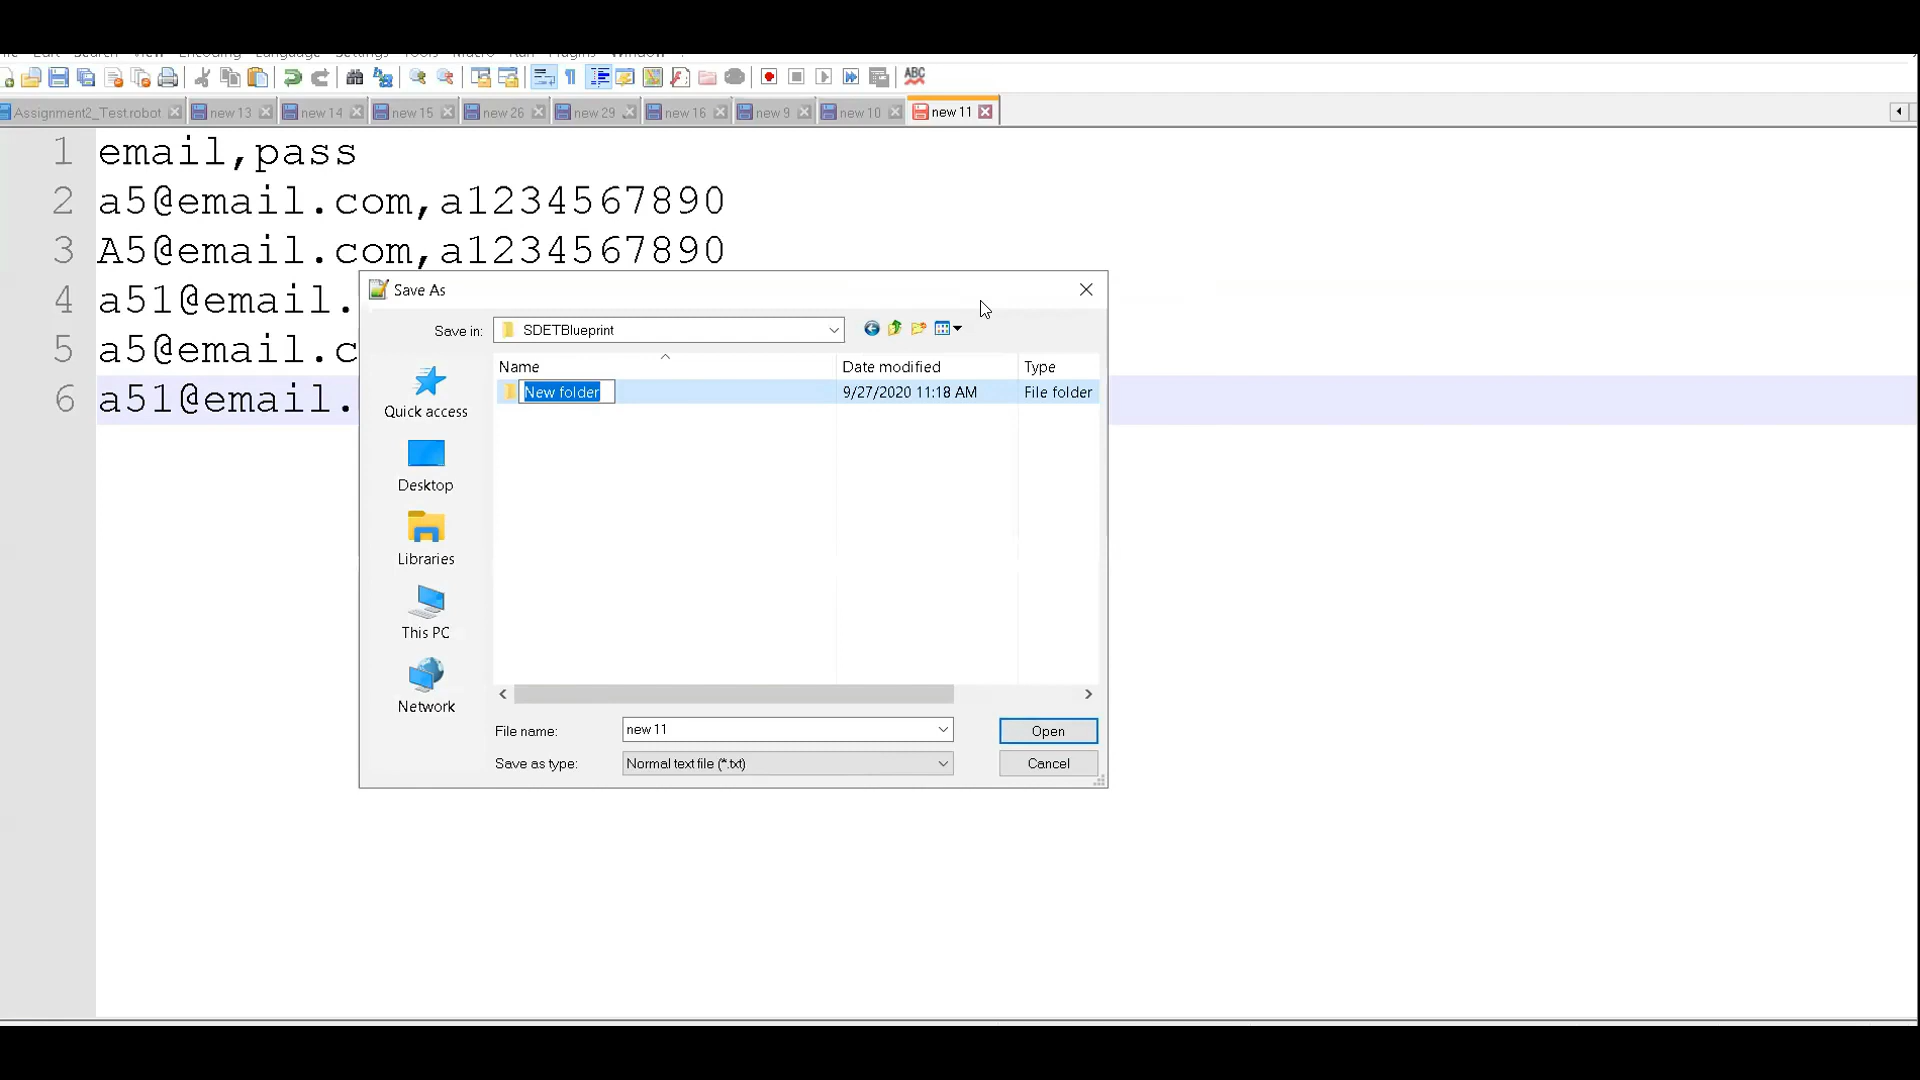 Assignment2_Test.robot new 13 new 14 new 15 new 26 new 29 new 16 new 9 new 10 new 11
ABC
1 email,pass
2 a5@email.com,a1234567890
3 A5@email.com,a1234567890
4 a51@email.
5 a5@email.c
6 a51@email.
Save As
Save in: SDETBlueprint
Name Date modified Type
New folder 9/27/2020 11:18 AM File folder
Quick access
Desktop
Libraries
This PC
Network
File name: new 11 Open
Save as type: Normal text file (*.txt) Cancel